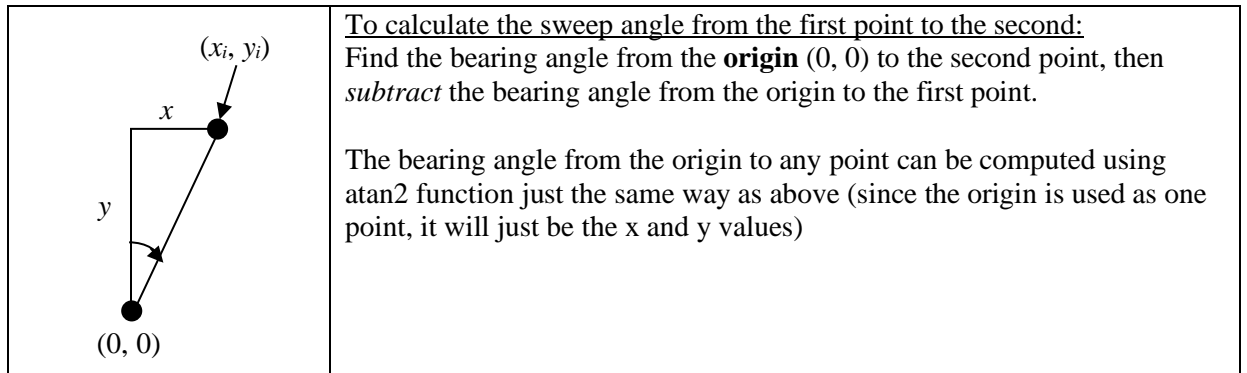 (xᵢ, yᵢ)
x
y
(0, 0)
To calculate the sweep angle from the first point to the second:
Find the bearing angle from the origin (0, 0) to the second point, then
subtract the bearing angle from the origin to the first point.
The bearing angle from the origin to any point can be computed using
atan2 function just the same way as above (since the origin is used as one
point, it will just be the x and y values)